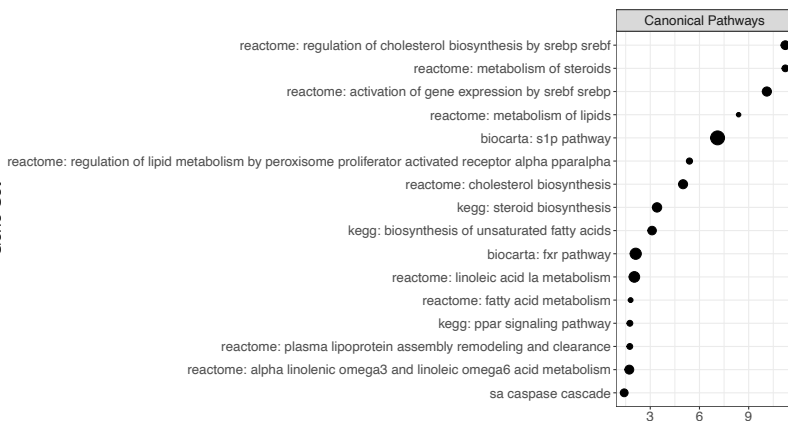 Canonical Pathways
reactome: regulation of cholesterol biosynthesis by srebp srebf
reactome: metabolism of steroids
reactome: activation of gene expression by srebf srebp
reactome: metabolism of lipids
biocarta: s1p pathway
reactome: regulation of lipid metabolism by peroxisome proliferator activated receptor alpha pparalpha
reactome: cholesterol biosynthesis
kegg: steroid biosynthesis
kegg: biosynthesis of unsaturated fatty acids
biocarta: fxr pathway
reactome: linoleic acid la metabolism
reactome: fatty acid metabolism
kegg: ppar signaling pathway
reactome: plasma lipoprotein assembly remodeling and clearance
reactome: alpha linolenic omega3 and linoleic omega6 acid metabolism
sa caspase cascade
3 6 9